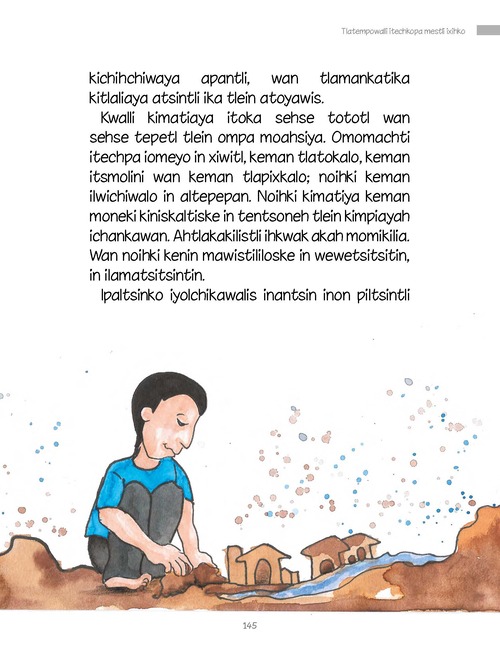 Tlatempowalli itechkopa mestli ixihko
kichihchiwaya apantli, wan tlamankatika
kitlaliaya atsintli ika tlein atoyawis.
Kwalli kimatiaya itoka sehse tototl wan
sehse tepetl tlein ompa moahsiya. Omomachti
itechpa iomeyo in xiwitl, keman tlatokalo, keman
itsmolini wan keman tlapixkalo; noihki keman
ilwichiwalo in altepepan. Noihki kimatiya keman
moneki kiniskaltiske in tentsoneh tlein kimpiayah
ichankawan. Ahtlakakilistli ihkwak akah momikilia.
Wan noihki kenin mawistililoske in wewetsitsitin,
in ilamatsitsintin.
Ipaltsinko iyolchikawalis inantsin inon piltsintli
145